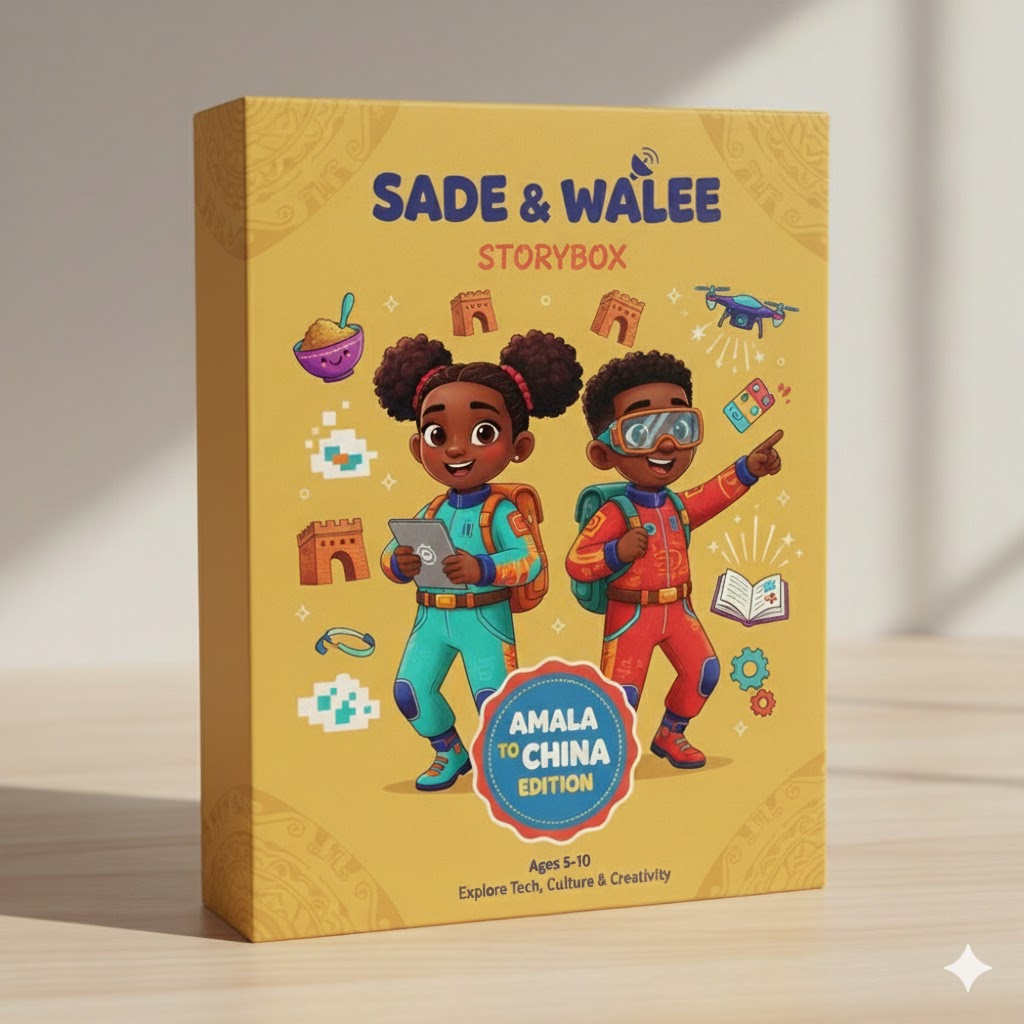 SADE & WALEE
STORYBOX
AMALA
TO CHINA
EDITION
Ages 5-10
Explore Tech, Culture & Creativity